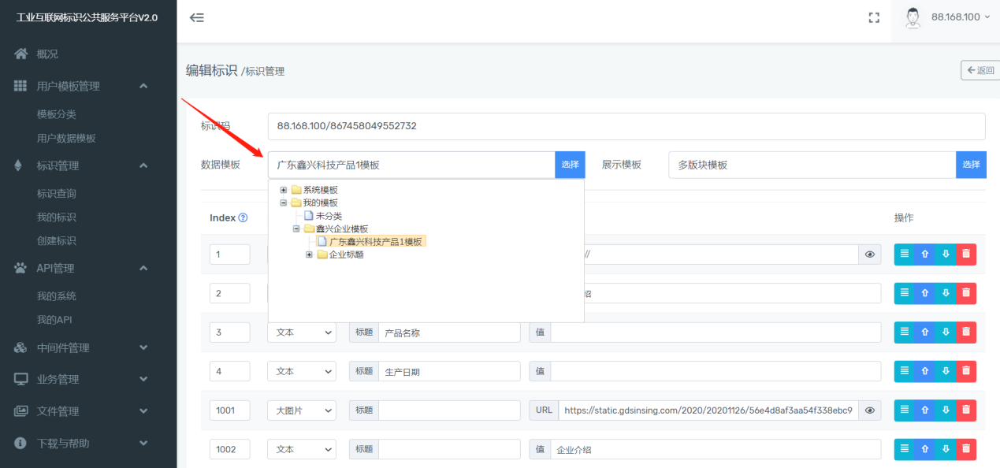 工业互联网标识公共服务平台V2.0
88.168.100
概况
用户模板管理
模板分类
用户数据模板
标识管理
标识查询
我的标识
创建标识
API管理
我的系统
我的API
中间件管理
业务管理
文件管理
下载与帮助
编辑标识 /标识管理
返回
标识码 88.168.100/867458049552732
数据模板 广东鑫兴科技产品1模板 选择 展示模板 多版块模板 选择
系统模板
我的模板
未分类
鑫兴企业模板
广东鑫兴科技产品1模板
企业标题
Index 操作
1 //
2 绍
3 文本 标题 产品名称 值
4 文本 标题 生产日期 值
1001 大图片 标题 URL https://static.gdsinsing.com/2020/20201126/56e4d8af3aa54f338ebc9
1002 文本 标题 值 企业介绍